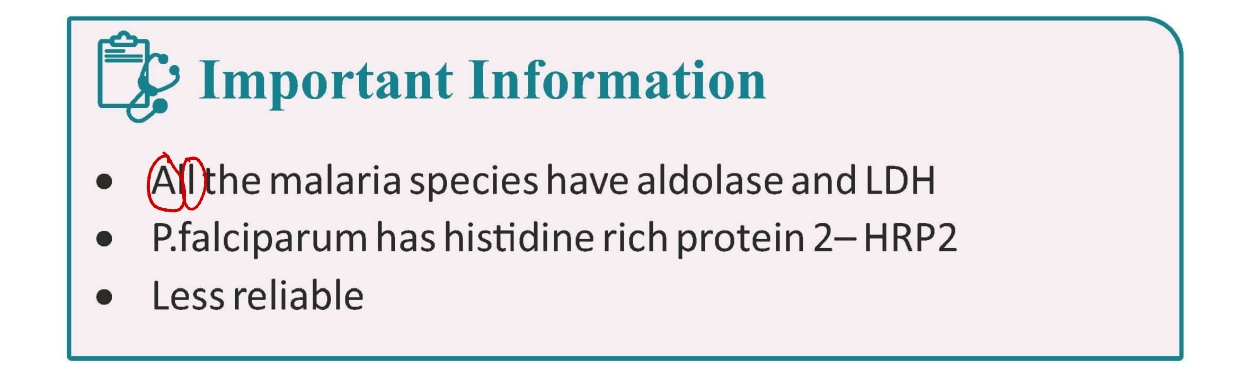 Important Information
• All the malaria species have aldolase and LDH
• P.falciparum has histidine rich protein 2– HRP2
• Less reliable